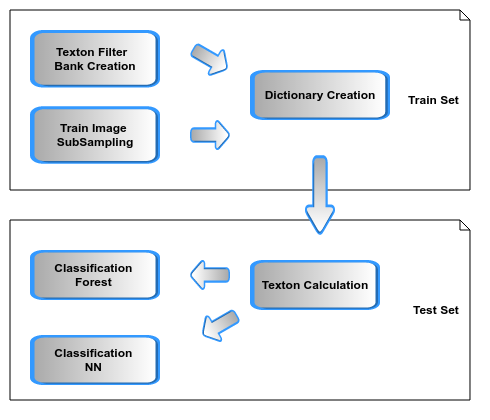 Texton Filter
Bank Creation
Train Image
SubSampling
Dictionary Creation
Train Set
Classification
Forest
Texton Calculation
Test Set
Classification
NN